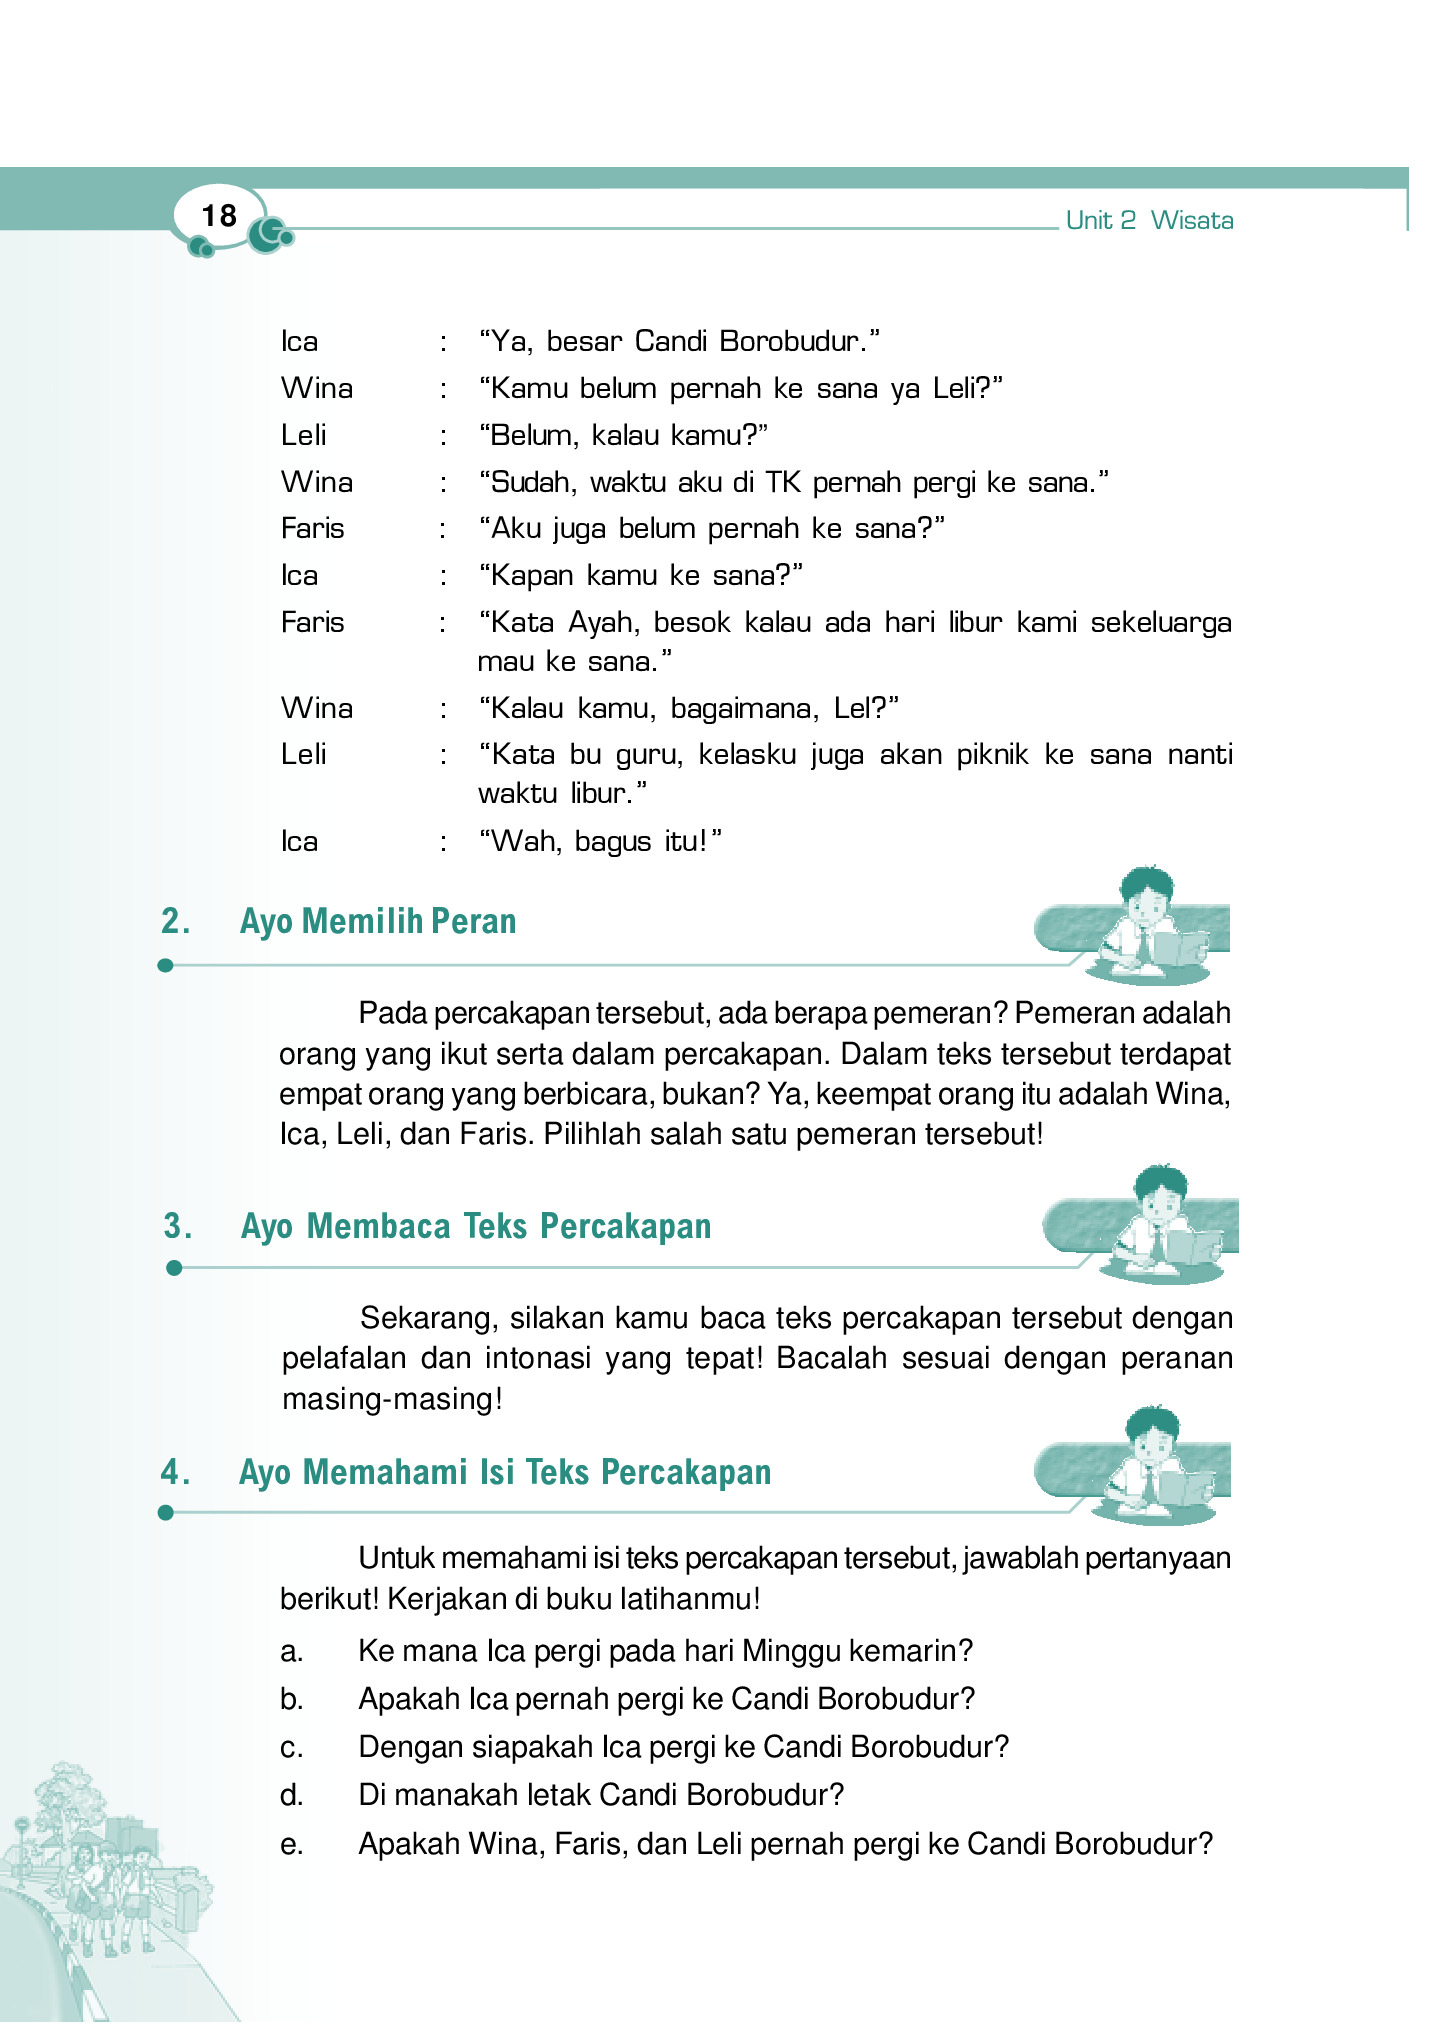 18
Unit 2 Wisata
Ica : “Ya, besar Candi Borobudur.”
Wina : “Kamu belum pernah ke sana ya Leli?”
Leli : “Belum, kalau kamu?”
Wina : “Sudah, waktu aku di TK pernah pergi ke sana.”
Faris : “Aku juga belum pernah ke sana?”
Ica : “Kapan kamu ke sana?”
Faris : “Kata Ayah, besok kalau ada hari libur kami sekeluarga
mau ke sana.”
Wina : “Kalau kamu, bagaimana, Lel?”
Leli : “Kata bu guru, kelasku juga akan piknik ke sana nanti
waktu libur.”
Ica : “Wah, bagus itu!”
2. Ayo Memilih Peran
Pada percakapan tersebut, ada berapa pemeran? Pemeran adalah
orang yang ikut serta dalam percakapan. Dalam teks tersebut terdapat
empat orang yang berbicara, bukan? Ya, keempat orang itu adalah Wina,
Ica, Leli, dan Faris. Pilihlah salah satu pemeran tersebut!
3. Ayo Membaca Teks Percakapan
Sekarang, silakan kamu baca teks percakapan tersebut dengan
pelafalan dan intonasi yang tepat! Bacalah sesuai dengan peranan
masing-masing!
4. Ayo Memahami Isi Teks Percakapan
Untuk memahami isi teks percakapan tersebut, jawablah pertanyaan
berikut! Kerjakan di buku latihanmu!
a. Ke mana Ica pergi pada hari Minggu kemarin?
b. Apakah Ica pernah pergi ke Candi Borobudur?
c. Dengan siapakah Ica pergi ke Candi Borobudur?
d. Di manakah letak Candi Borobudur?
e. Apakah Wina, Faris, dan Leli pernah pergi ke Candi Borobudur?